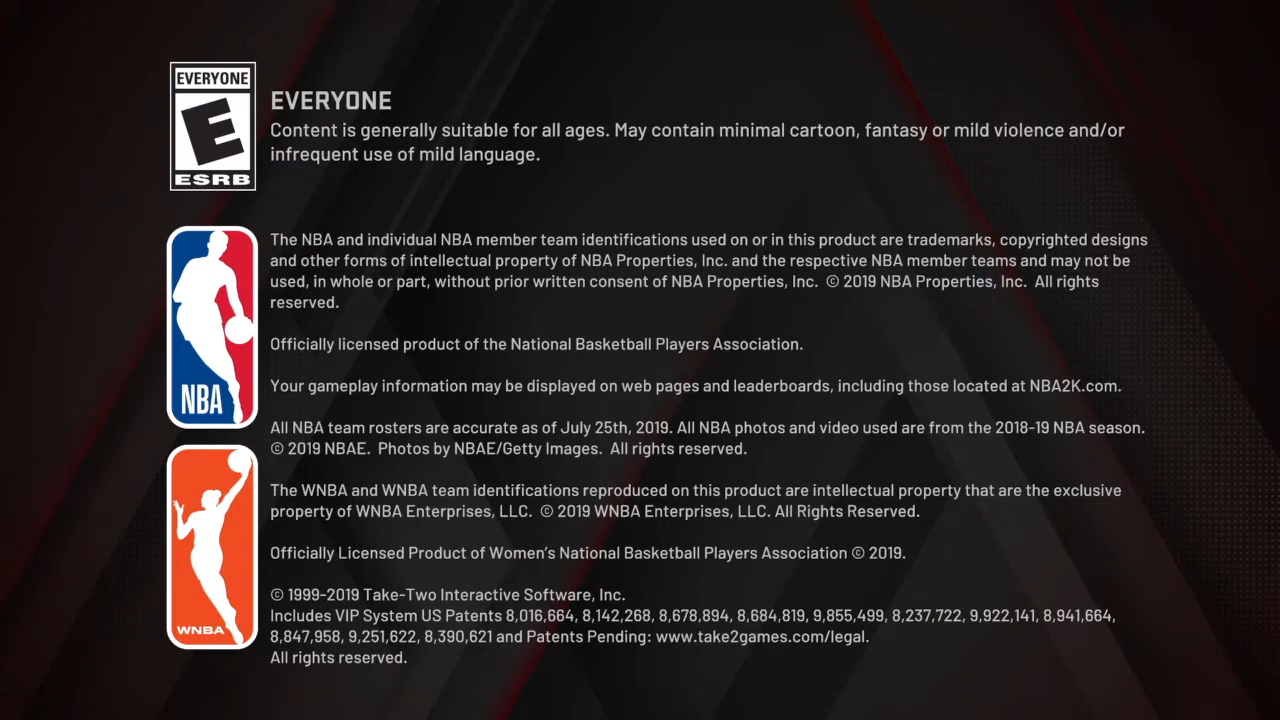 EVERYONE
E
ESRB
EVERYONE
Content is generally suitable for all ages. May contain minimal cartoon, fantasy or mild violence and/or
infrequent use of mild language.
The NBA and individual NBA member team identifications used on or in this product are trademarks, copyrighted designs
and other forms of intellectual property of NBA Properties, Inc. and the respective NBA member teams and may not be
used, in whole or part, without prior written consent of NBA Properties, Inc. © 2019 NBA Properties, Inc. All rights
reserved.
Officially licensed product of the National Basketball Players Association.
Your gameplay information may be displayed on web pages and leaderboards, including those located at NBA2K.com.
NBA
All NBA team rosters are accurate as of July 25th, 2019. All NBA photos and video used are from the 2018-19 NBA season.
© 2019 NBAE. Photos by NBAE/Getty Images. All rights reserved.
The WNBA and WNBA team identifications reproduced on this product are intellectual property that are the exclusive
property of WNBA Enterprises, LLC. © 2019 WNBA Enterprises, LLC. All Rights Reserved.
Officially Licensed Product of Women's National Basketball Players Association © 2019.
© 1999-2019 Take-Two Interactive Software, Inc.
Includes VIP System US Patents 8,016,664, 8,142,268, 8,678,894, 8,684,819, 9,855,499, 8,237,722, 9,922,141, 8,941,664,
WNBA
8,847,958, 9,251,622, 8,390,621 and Patents Pending: www.take2games.com/legal.
All rights reserved.